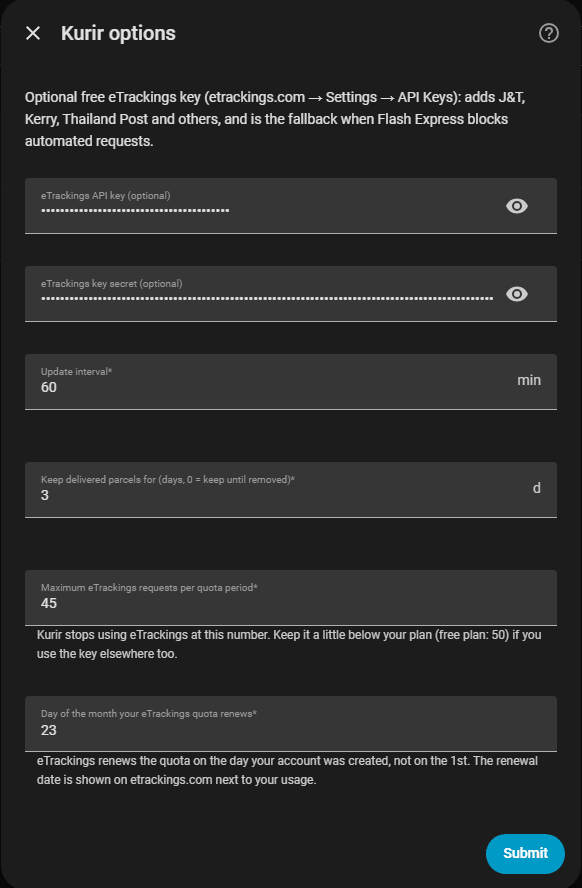 Kurir options
Optional free eTrackings key (etrackings.com → Settings → API Keys): adds J&T,
Kerry, Thailand Post and others, and is the fallback when Flash Express blocks
automated requests.
eTrackings API key (optional)
eTrackings key secret (optional)
Update interval*
60
min
Keep delivered parcels for (days, 0 = keep until removed)*
3
d
Maximum eTrackings requests per quota period*
45
Kurir stops using eTrackings at this number. Keep it a little below your plan (free plan: 50) if you
use the key elsewhere too.
Day of the month your eTrackings quota renews*
23
eTrackings renews the quota on the day your account was created, not on the 1st. The renewal
date is shown on etrackings.com next to your usage.
Submit